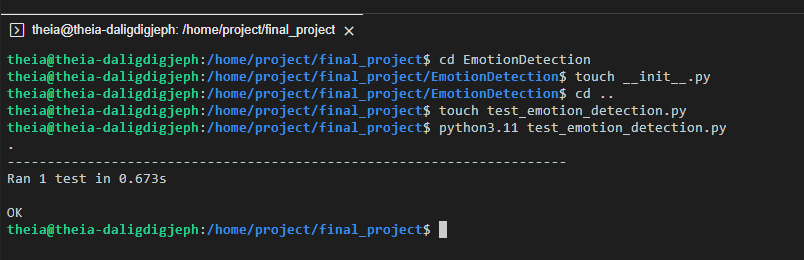 theia@theia-daligdigjeph: /home/project/final_project ×
theia@theia-daligdigjeph:/home/project/final_project$ cd EmotionDetection
theia@theia-daligdigjeph:/home/project/final_project/EmotionDetection$ touch __init__.py
theia@theia-daligdigjeph:/home/project/final_project/EmotionDetection$ cd ..
theia@theia-daligdigjeph:/home/project/final_project$ touch test_emotion_detection.py
theia@theia-daligdigjeph:/home/project/final_project$ python3.11 test_emotion_detection.py
.
----------------------------------------------------------------------
Ran 1 test in 0.673s
OK
theia@theia-daligdigjeph:/home/project/final_project$